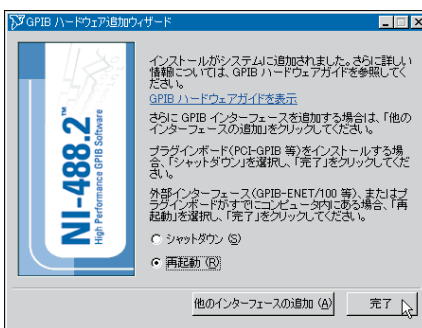 GPIB ハードウェア追加ウィザード
インストールがシステムに追加されました。さらに詳しい
情報については、GPIB ハードウェアガイドを参照してく
ださい。
GPIB ハードウェアガイドを表示
さらに GPIB インターフェースを追加する場合は、「他の
インターフェースの追加」をクリックしてください。
プラグインボード(PCI-GPIB 等)をインストールする場
合、「シャットダウン」を選択し、「完了」をクリックしてくだ
さい。
外部インターフェース(GPIB-ENET/100 等)、またはプ
ラグインボードがすでにコンピュータ内にある場合、「再
起動」を選択し、「完了」をクリックしてください。
シャットダウン (S)
再起動 (R)
NI-488.2™
High Performance GPIB Software
他のインターフェースの追加 (A)
完了